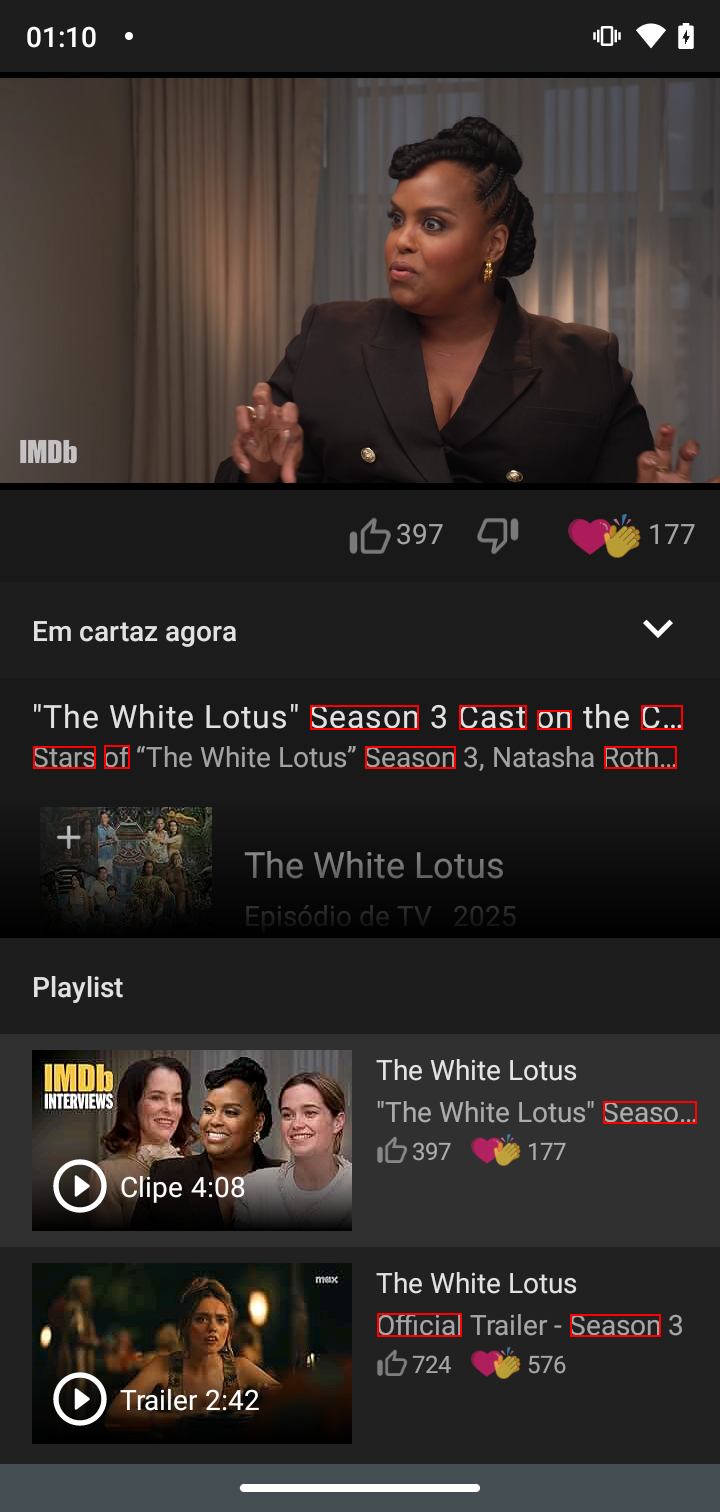 01:10
IMDb
397 177
Em cartaz agora
"The White Lotus" Season 3 Cast on the C…
Stars of “The White Lotus” Season 3, Natasha Roth…
The White Lotus
Episódio de TV 2025
Playlist
IMDb
INTERVIEWS
Clipe 4:08
The White Lotus
"The White Lotus" Seaso…
397 177
max
Trailer 2:42
The White Lotus
Official Trailer - Season 3
724 576